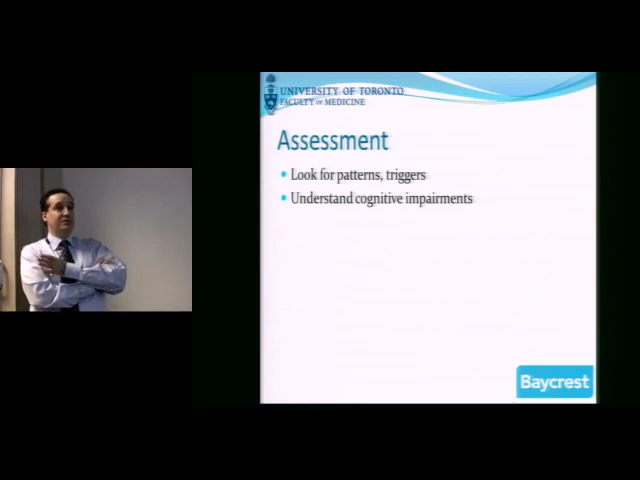 UNIVERSITY OF TORONTO
FACULTY OF MEDICINE
Assessment
Look for patterns, triggers
Understand cognitive impairments
Baycrest